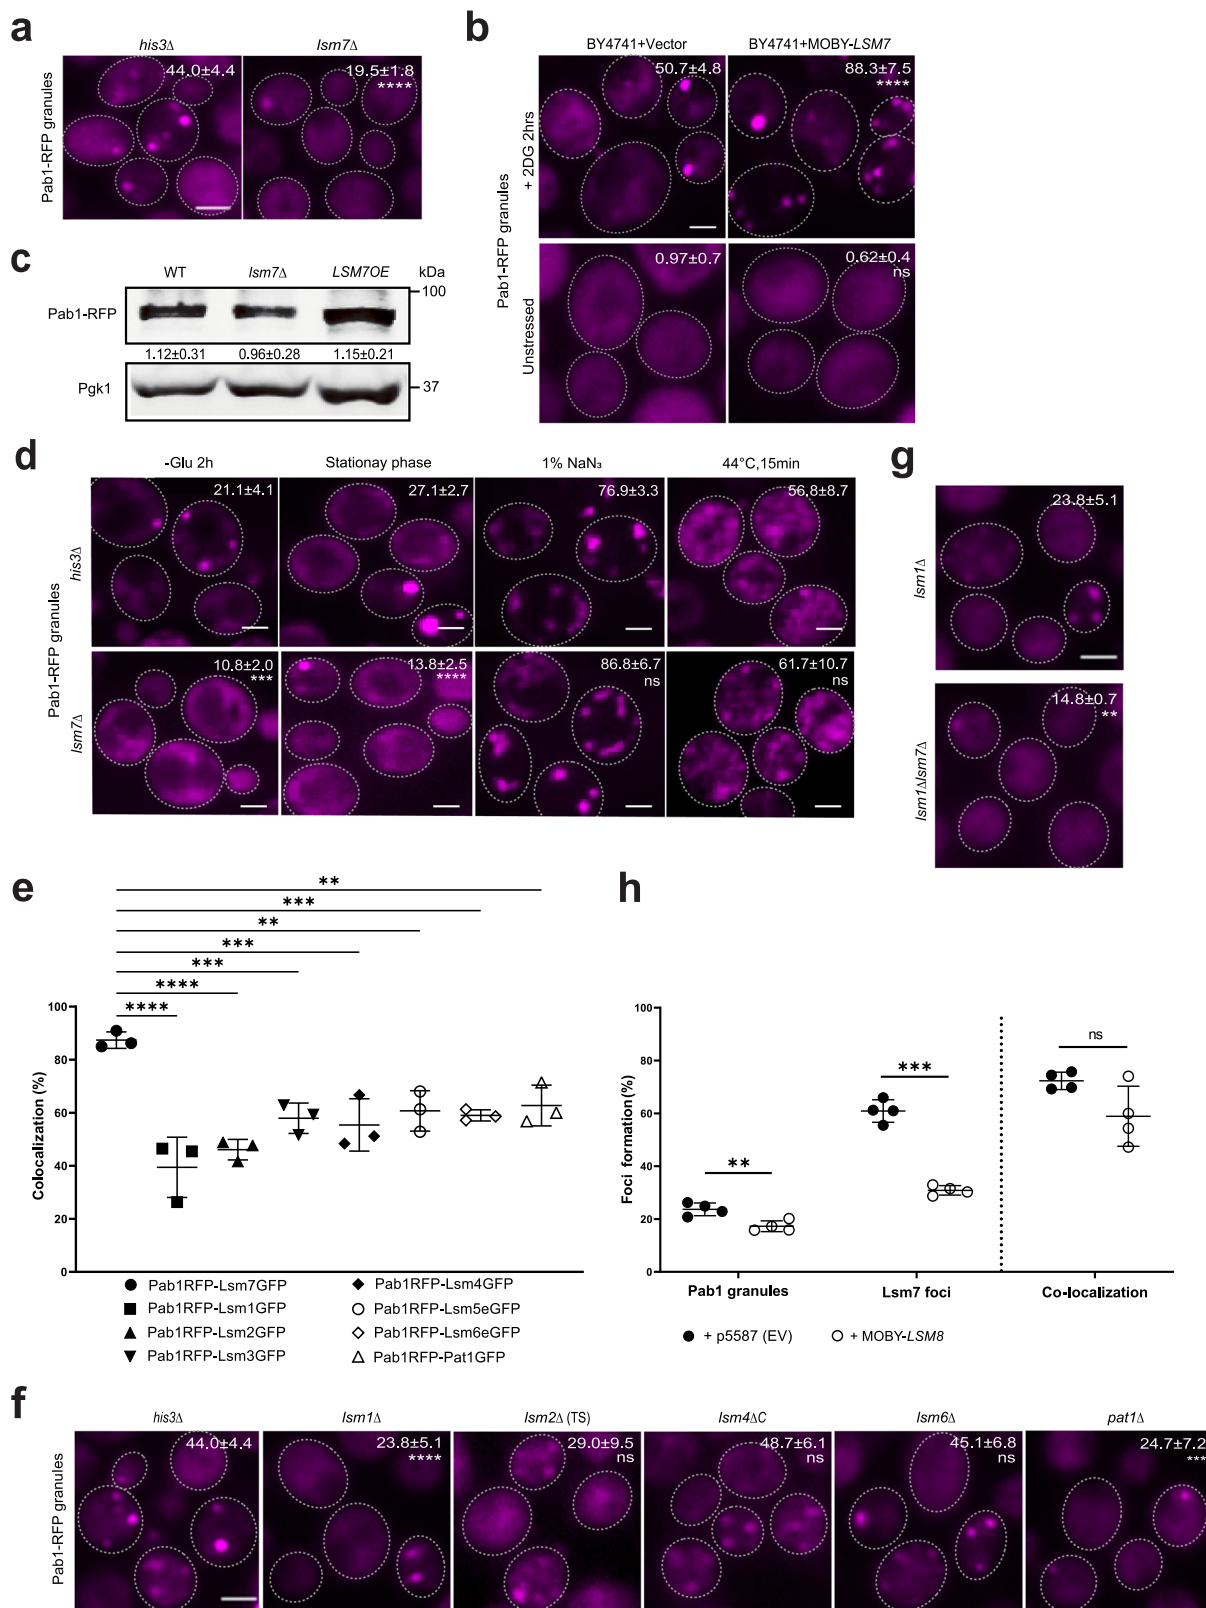 a
his3Δ
lsm7Δ
Pab1-RFP granules
44.0±4.4
19.5±1.8
****
b
BY4741+Vector
BY4741+MOBY-LSM7
Pab1-RFP granules
+ 2DG 2hrs
50.7±4.8
88.3±7.5
****
Unstressed
0.97±0.7
0.62±0.4
ns
c
WT
lsm7Δ
LSM7OE
kDa
100
Pab1-RFP
1.12±0.31
0.96±0.28
1.15±0.21
Pgk1
37
d
-Glu 2h
Stationay phase
1% NaN₃
44°C,15min
Pab1-RFP granules
his3Δ
21.1±4.1
27.1±2.7
76.9±3.3
56.8±8.7
lsm7Δ
10.8±2.0
***
13.8±2.5
****
86.8±6.7
ns
61.7±10.7
ns
g
lsm1Δ
23.8±5.1
lsm1Δlsm7Δ
14.8±0.7
**
e
**
***
**
***
***
****
****
Colocalization (%)
100
80
60
40
20
0
Pab1RFP-Lsm7GFP
Pab1RFP-Lsm1GFP
Pab1RFP-Lsm2GFP
Pab1RFP-Lsm3GFP
Pab1RFP-Lsm4GFP
Pab1RFP-Lsm5eGFP
Pab1RFP-Lsm6eGFP
Pab1RFP-Pat1GFP
h
Foci formation (%)
100
80
60
40
20
0
**
***
ns
Pab1 granules
Lsm7 foci
Co-localization
+ p5587 (EV)
+ MOBY-LSM8
f
his3Δ
lsm1Δ
lsm2Δ (TS)
lsm4ΔC
lsm6Δ
pat1Δ
Pab1-RFP granules
44.0±4.4
23.8±5.1
****
29.0±9.5
ns
48.7±6.1
ns
45.1±6.8
ns
24.7±7.2
***